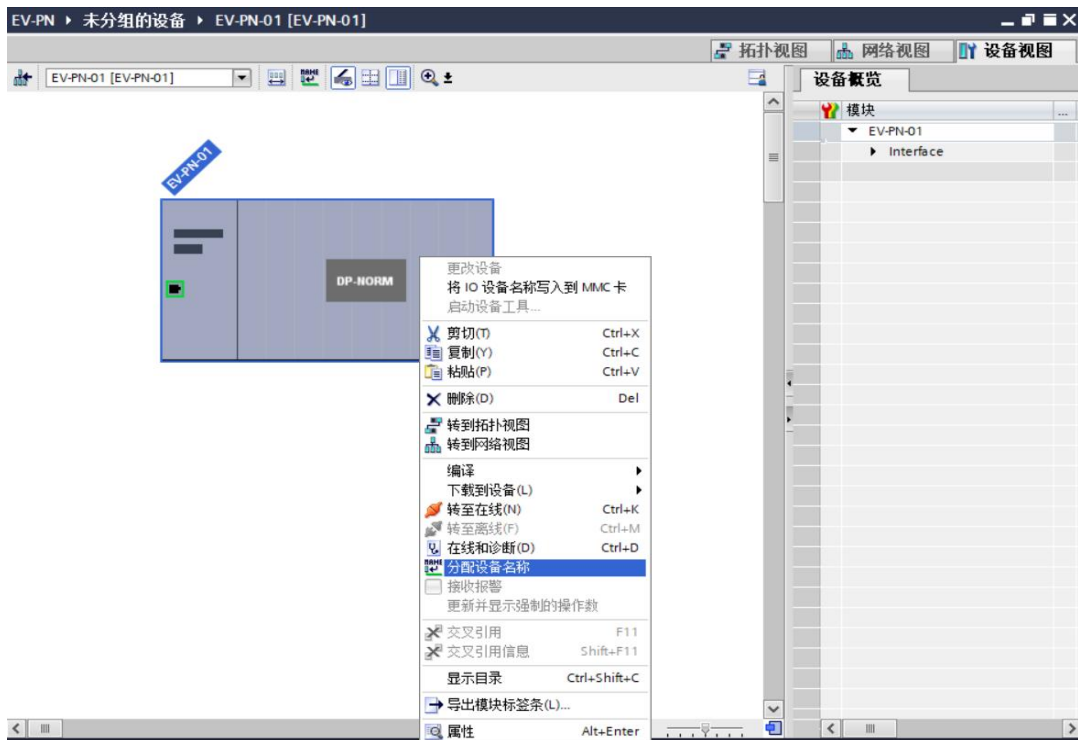 EV-PN ▸ 未分组的设备 ▸ EV-PN-01 [EV-PN-01]
拓扑视图 网络视图 设备视图
EV-PN-01 [EV-PN-01]
设备概览
模块 ...
EV-PN-01
Interface
EV-PN-01
DP-NORM
更改设备
将 IO 设备名称写入到 MMC 卡
启动设备工具...
剪切(T) Ctrl+X
复制(Y) Ctrl+C
粘贴(P) Ctrl+V
删除(D) Del
转到拓扑视图
转到网络视图
编译
下载到设备(L)
转至在线(N) Ctrl+K
转至离线(F) Ctrl+M
在线和诊断(D) Ctrl+D
分配设备名称
接收报警
更新并显示强制的操作数
交叉引用 F11
交叉引用信息 Shift+F11
显示目录 Ctrl+Shift+C
导出模块标签条(L)...
属性 Alt+Enter